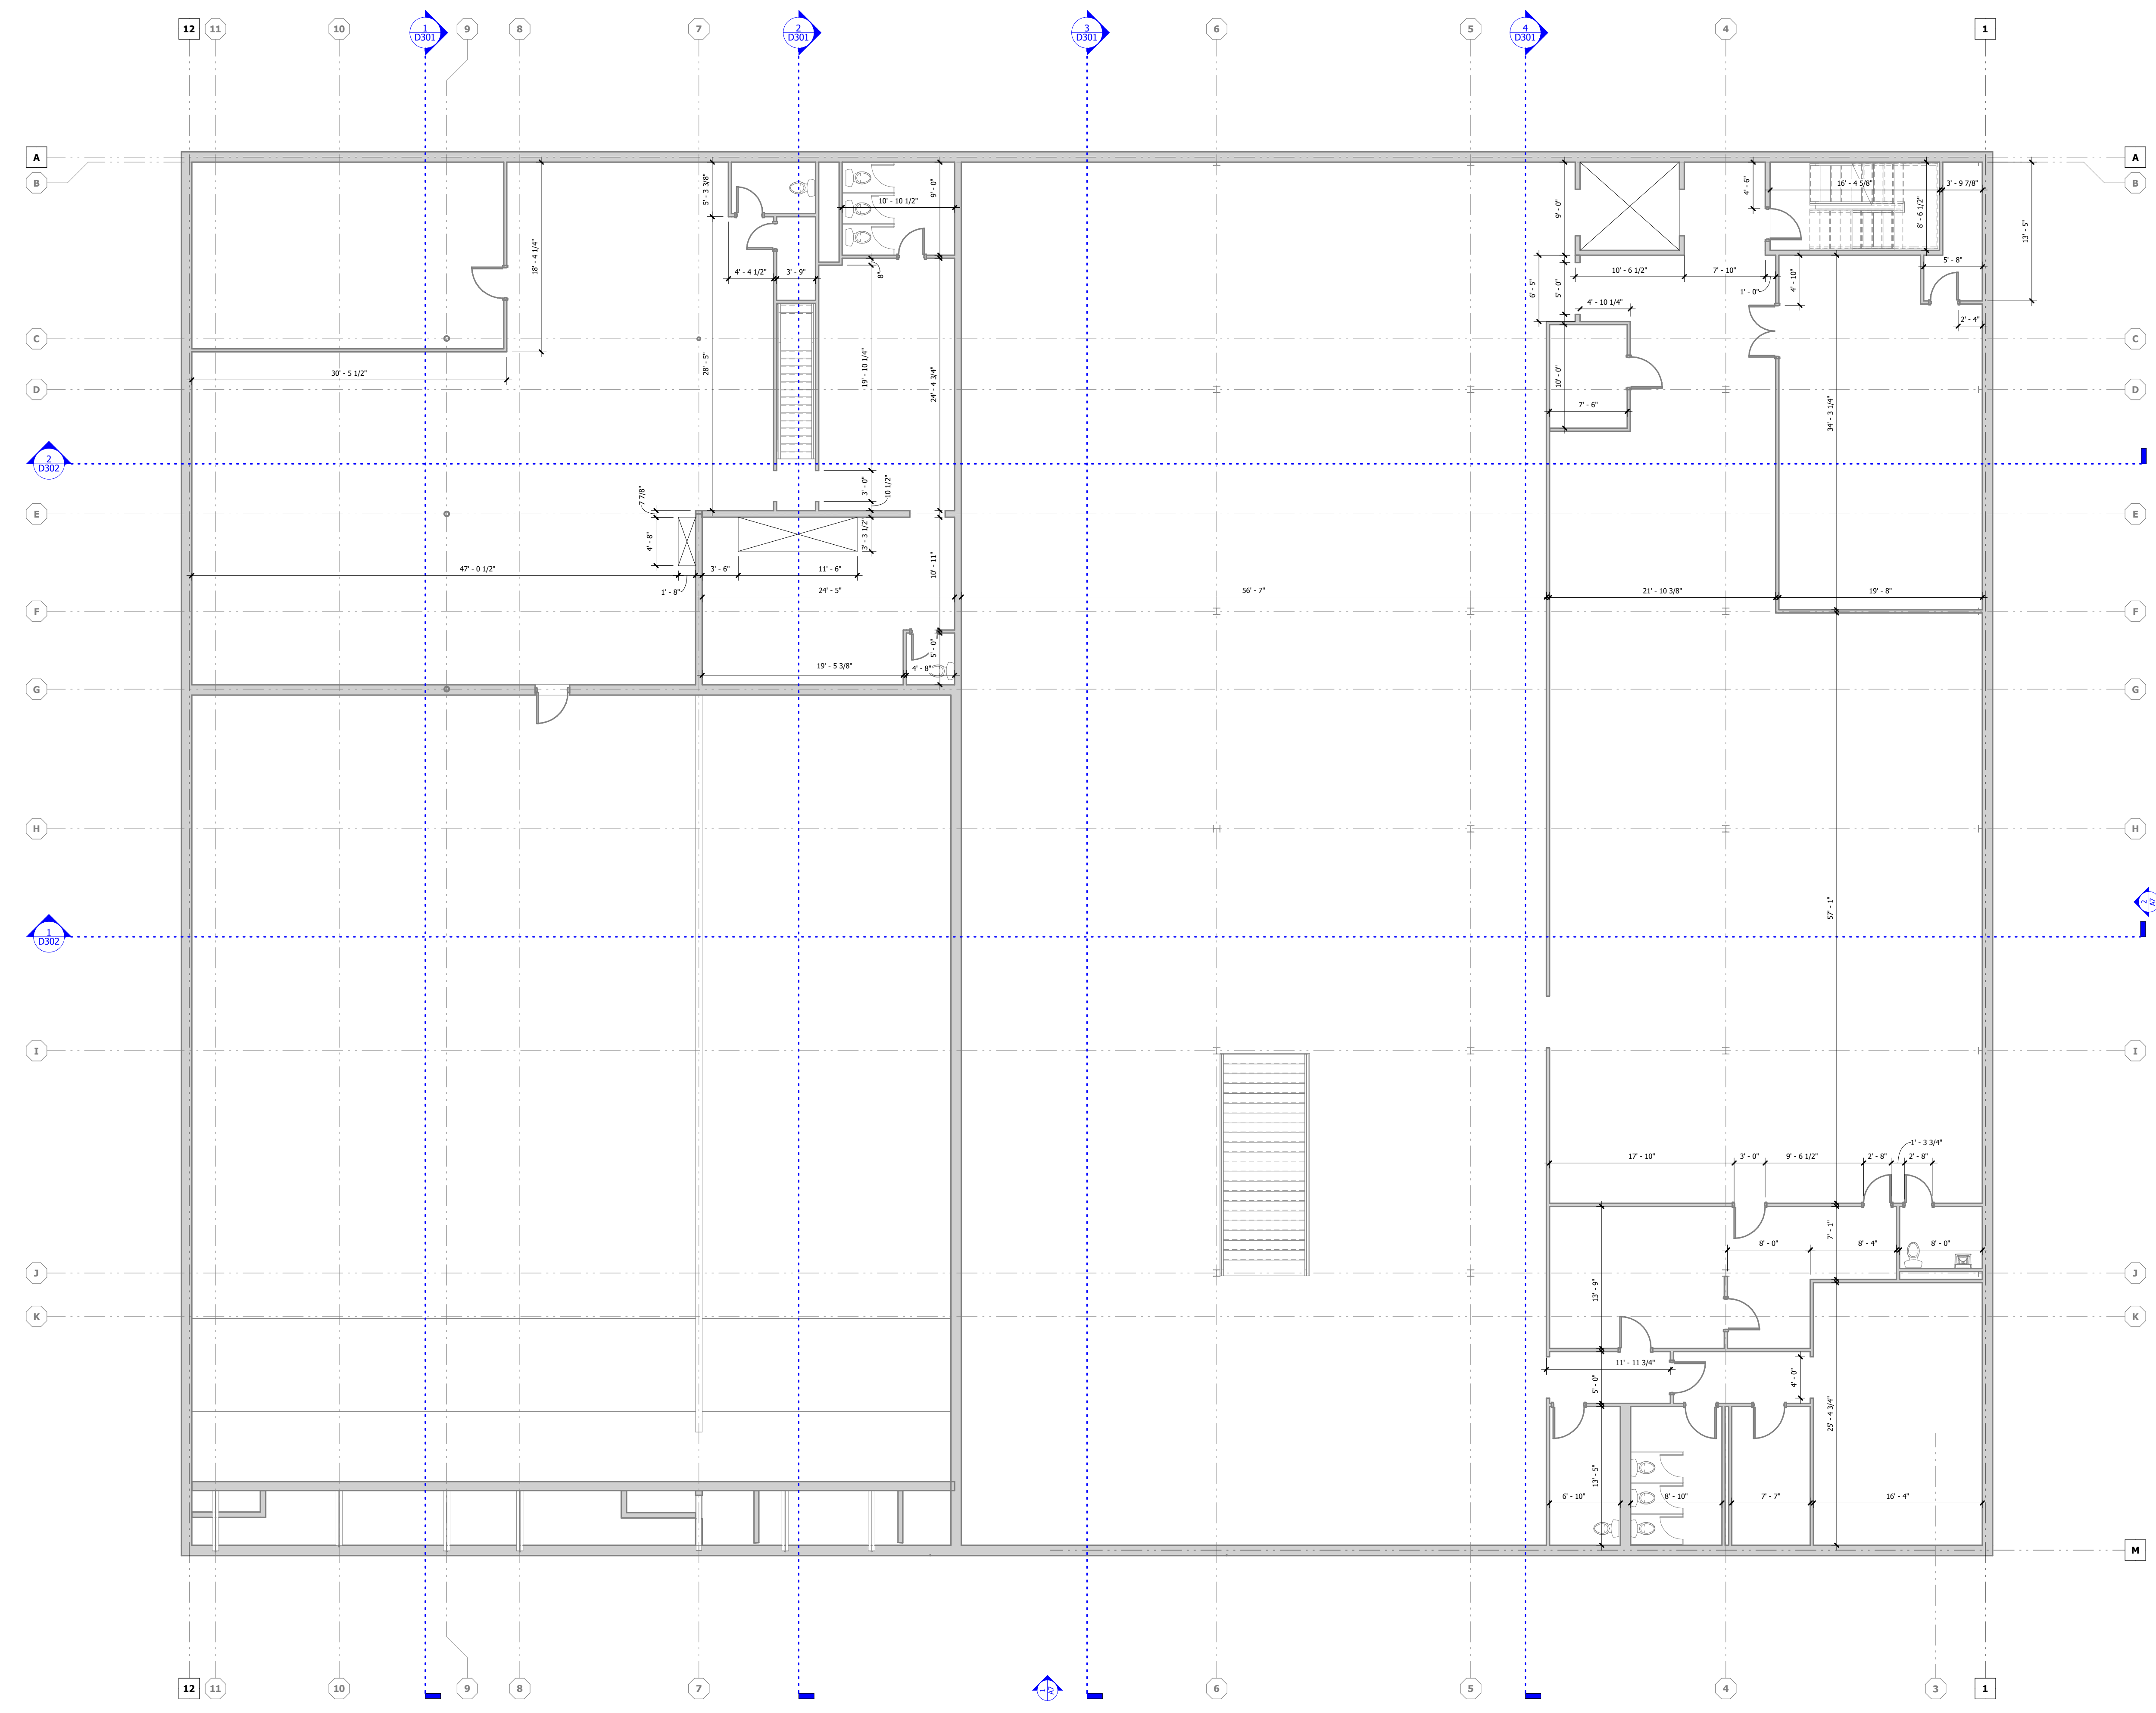 12
11
10
1
D301
9
8
7
2
D301
3
D301
6
5
4
D301
4
1
A
A
B
B
5' - 3 3/8"
9' - 0"
10' - 10 1/2"
9' - 0"
4' - 6"
16' - 4 5/8"
3' - 9 7/8"
8' - 6 1/2"
13' - 5"
18' - 4 1/4"
4' - 4 1/2"
3' - 9"
8"
10' - 6 1/2"
7' - 10"
5' - 8"
6' - 5"
5' - 0"
1' - 0"
4' - 10"
4' - 10 1/4"
2' - 4"
C
C
30' - 5 1/2"
28' - 5"
19' - 10 1/4"
24' - 4 3/4"
10' - 0"
D
D
7' - 6"
34' - 3 1/4"
2
D302
7 7/8"
3' - 0"
10 1/2"
E
E
4' - 8"
3' - 3 1/2"
47' - 0 1/2"
3' - 6"
11' - 6"
10' - 11"
1' - 8"
24' - 5"
56' - 7"
21' - 10 3/8"
19' - 8"
F
F
5' - 0"
19' - 5 3/8"
4' - 8"
G
G
H
H
57' - 1"
2
A7
1
D302
I
I
1' - 3 3/4"
17' - 10"
3' - 0"
9' - 6 1/2"
2' - 8"
2' - 8"
7' - 1"
8' - 0"
8' - 4"
8' - 0"
J
J
13' - 9"
K
K
11' - 11 3/4"
4' - 0"
5' - 0"
25' - 4 3/4"
13' - 5"
6' - 10"
8' - 10"
7' - 7"
16' - 4"
M
12
11
10
9
8
7
1
A7
6
5
4
3
1